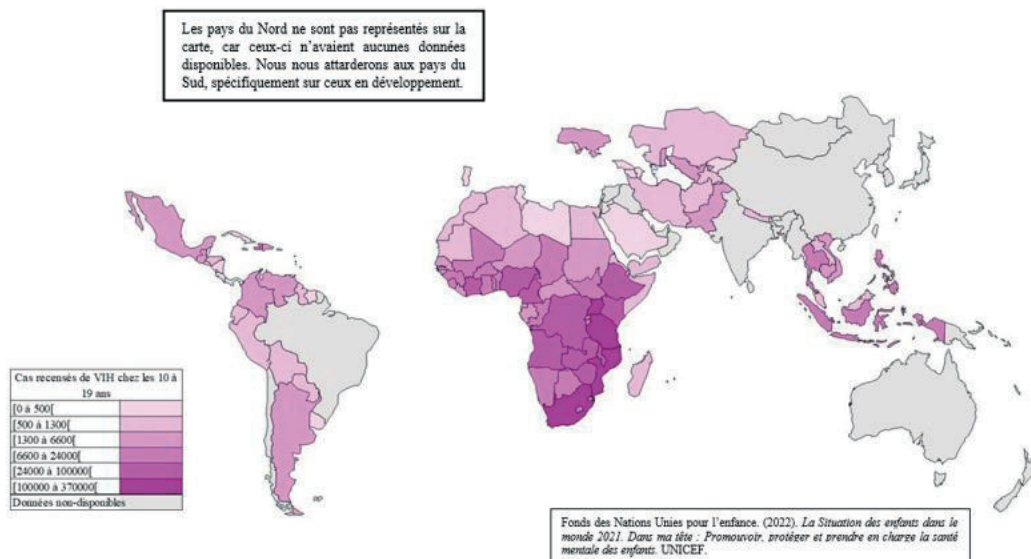 Les pays du Nord ne sont pas représentés sur la
carte, car ceux-ci n'avaient aucunes données
disponibles. Nous nous attarderons aux pays du
Sud, spécifiquement sur ceux en développement.
Cas recensés de VIH chez les 10 à
19 ans
[0 à 500[
[500 à 1300[
[1300 à 6600[
[6600 à 24000[
[24000 à 100000[
[100000 à 370000[
Données non-disponibles
Fonds des Nations Unies pour l'enfance. (2022). La Situation des enfants dans le
monde 2021. Dans ma tête : Promouvoir, protéger et prendre en charge la santé
mentale des enfants. UNICEF.